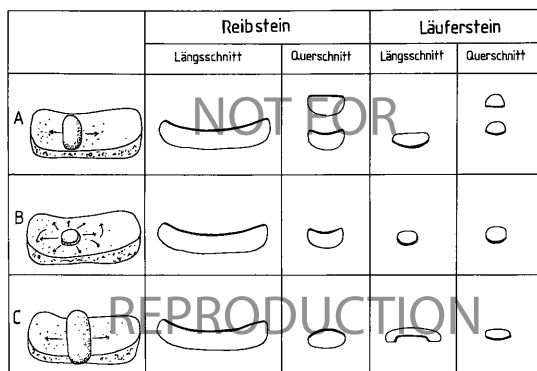 Reibstein Läuferstein
Längsschnitt Querschnitt Längsschnitt Querschnitt
A
NOT FOR
B
C
REPRODUCTION